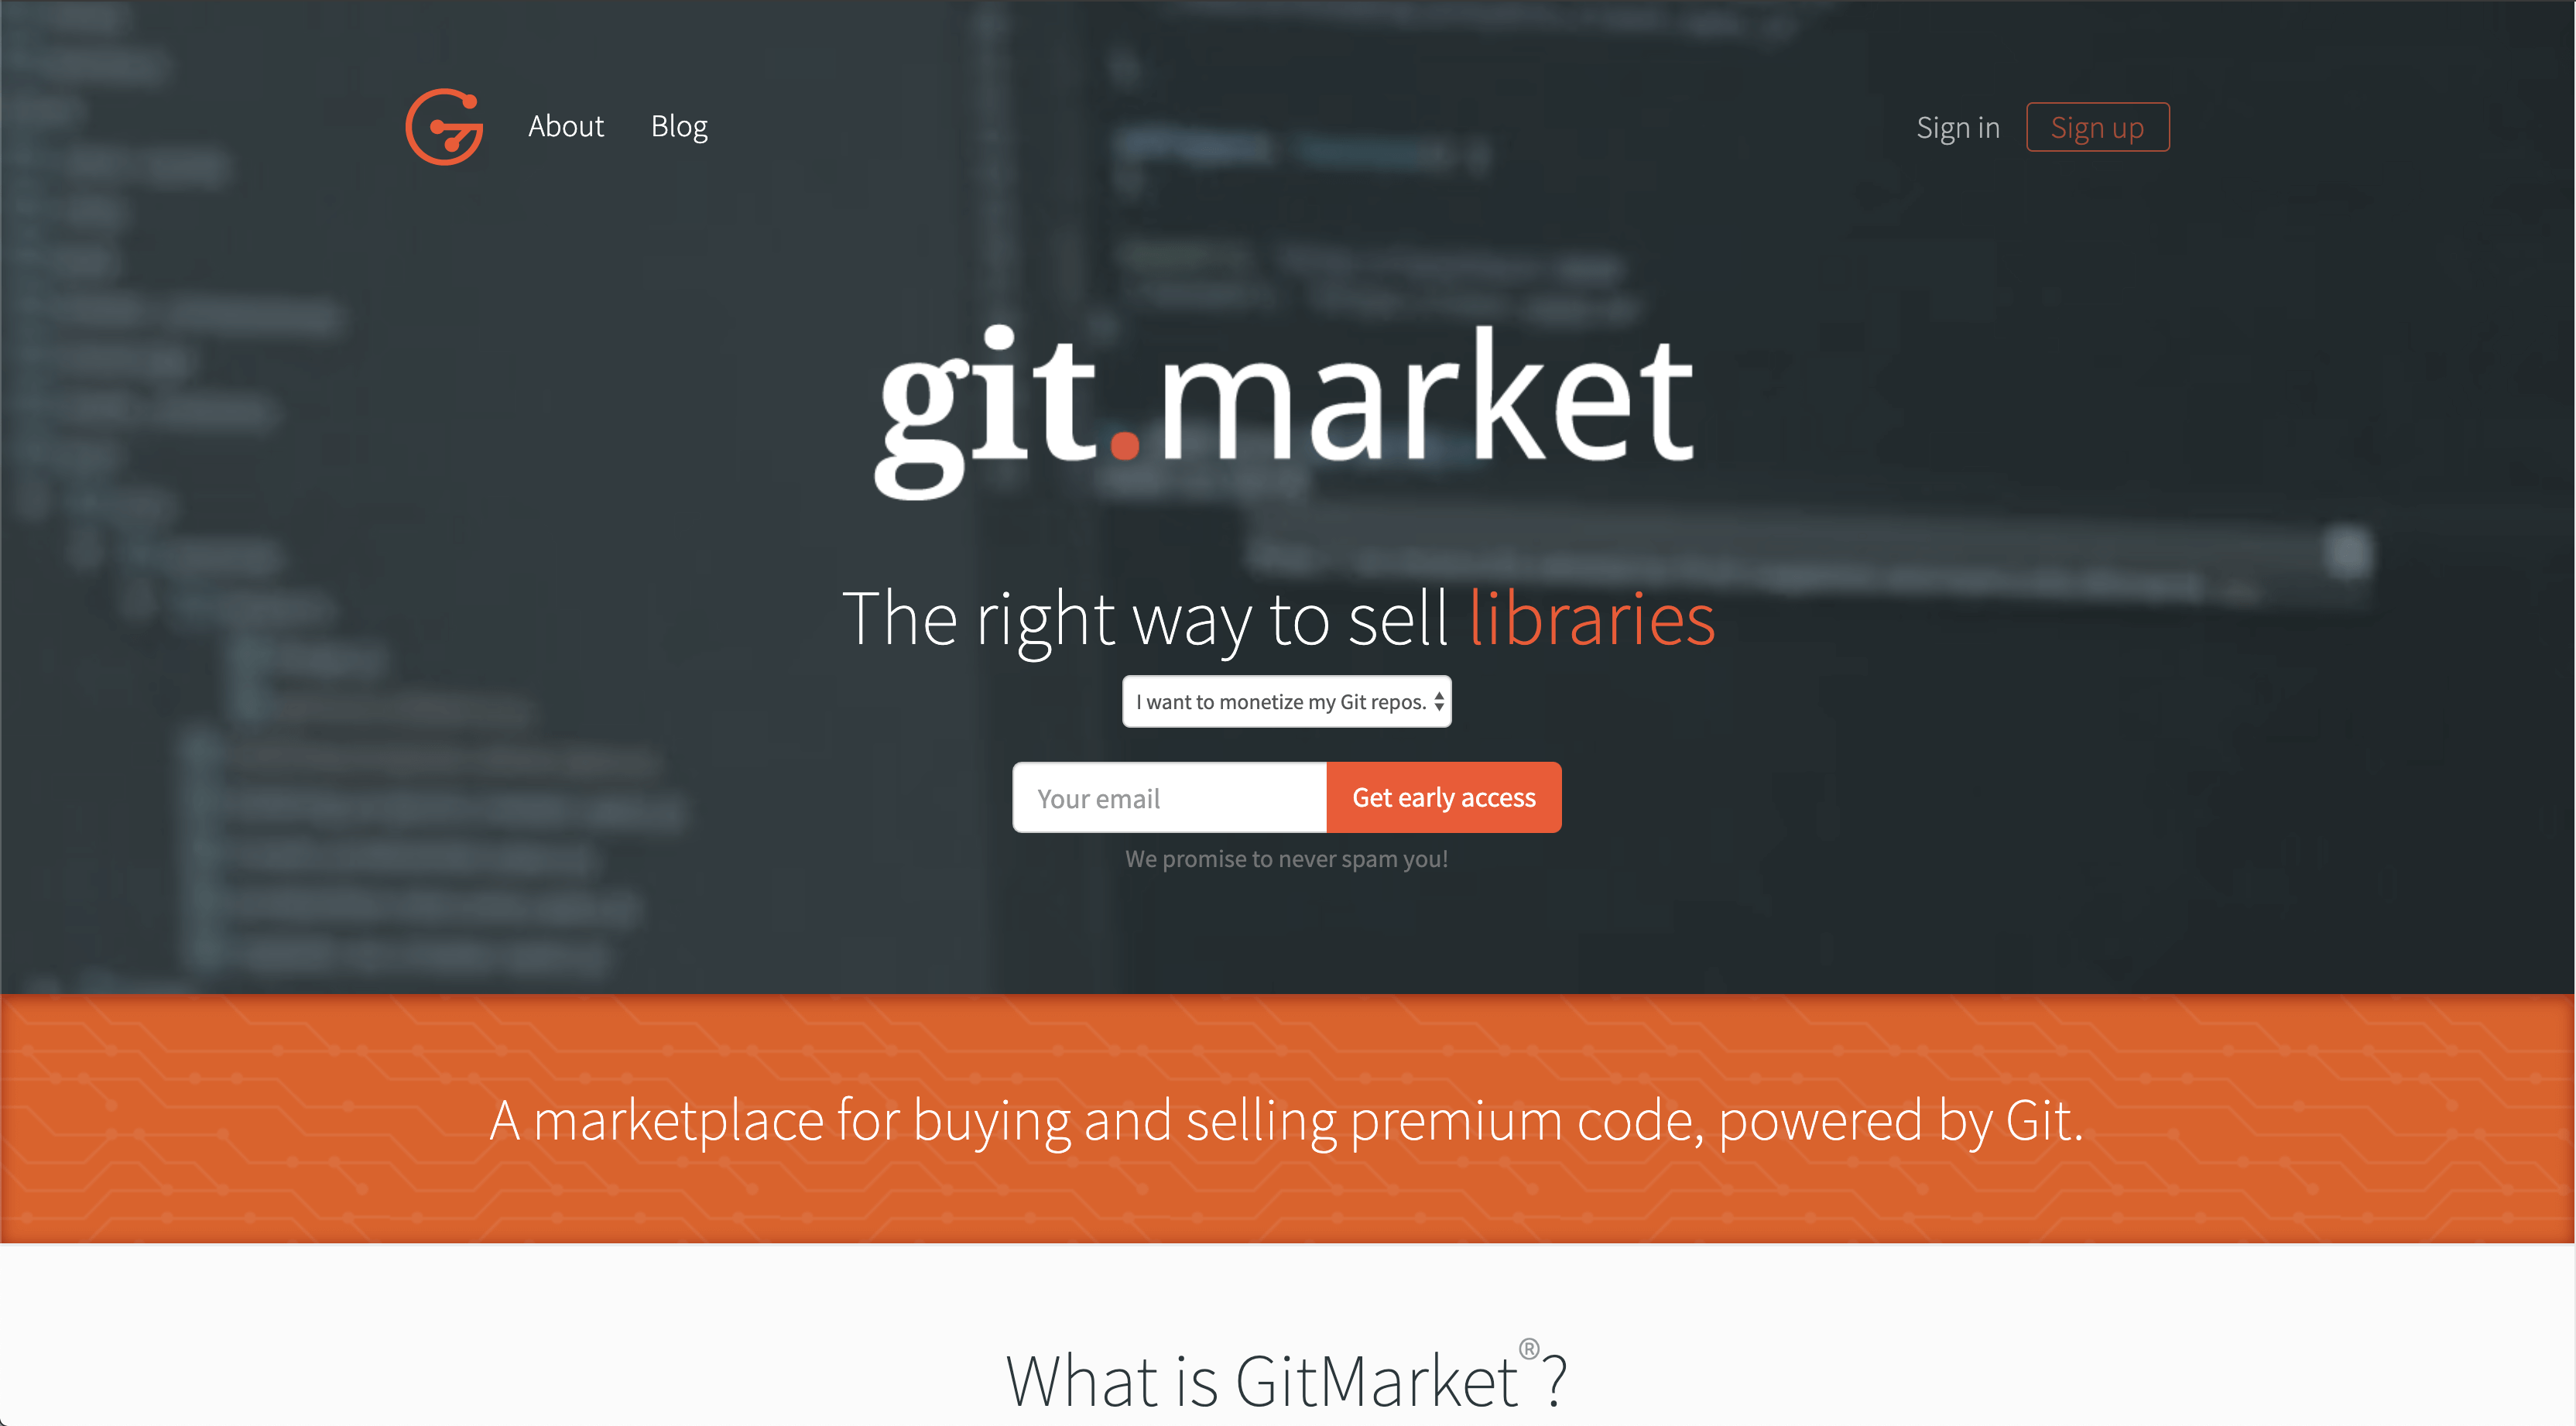 About
Blog
Sign in
Sign up
git.market
The right way to sell libraries
I want to monetize my Git repos.
Your email
Get early access
We promise to never spam you!
A marketplace for buying and selling premium code, powered by Git.
What is GitMarket®?